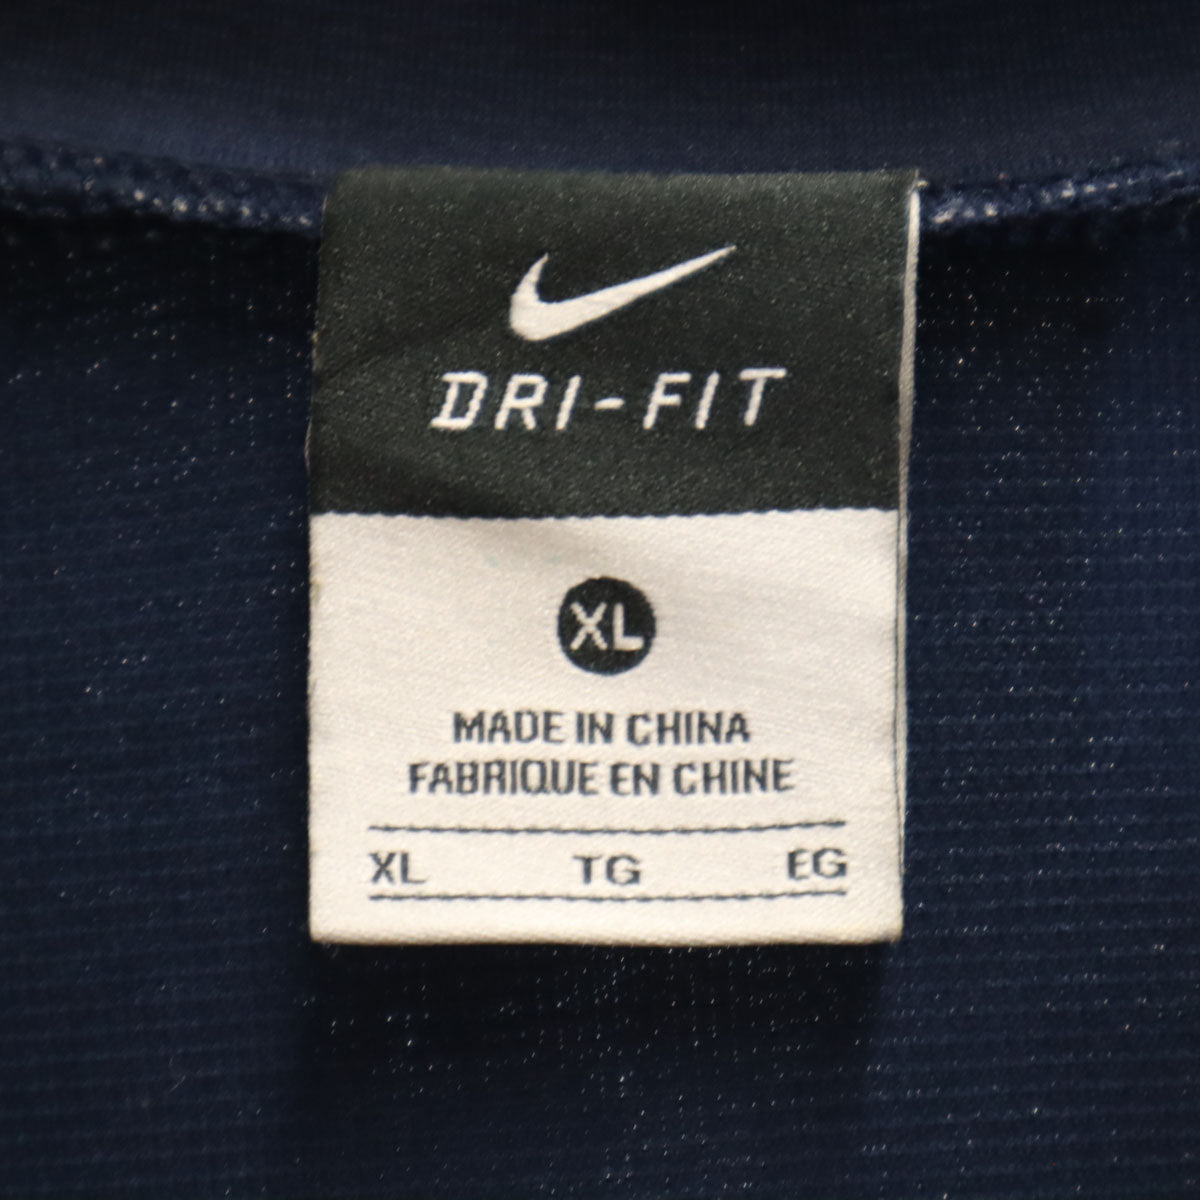 DRI-FIT
XL
MADE IN CHINA
FABRIQUE EN CHINE
XL TG EG